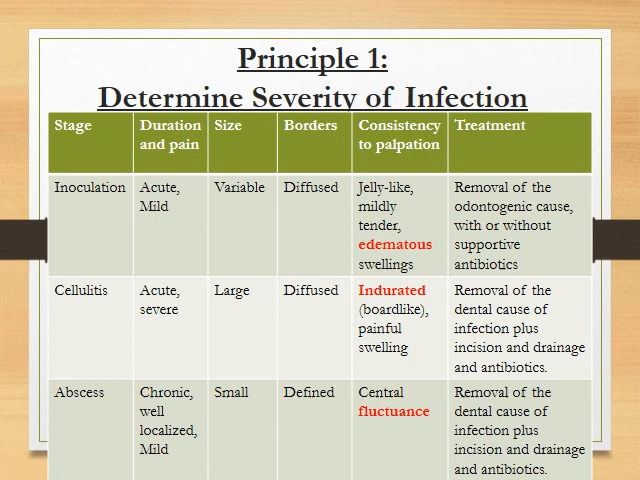 Principle 1:
Determine Severity of Infection
Stage
Duration and pain
Size
Borders
Consistency to palpation
Treatment
Inoculation
Acute, Mild
Variable
Diffused
Jelly-like, mildly tender, edematous swellings
Removal of the odontogenic cause, with or without supportive antibiotics
Cellulitis
Acute, severe
Large
Diffused
Indurated (boardlike), painful swelling
Removal of the dental cause of infection plus incision and drainage and antibiotics.
Abscess
Chronic, well localized, Mild
Small
Defined
Central fluctuance
Removal of the dental cause of infection plus incision and drainage and antibiotics.